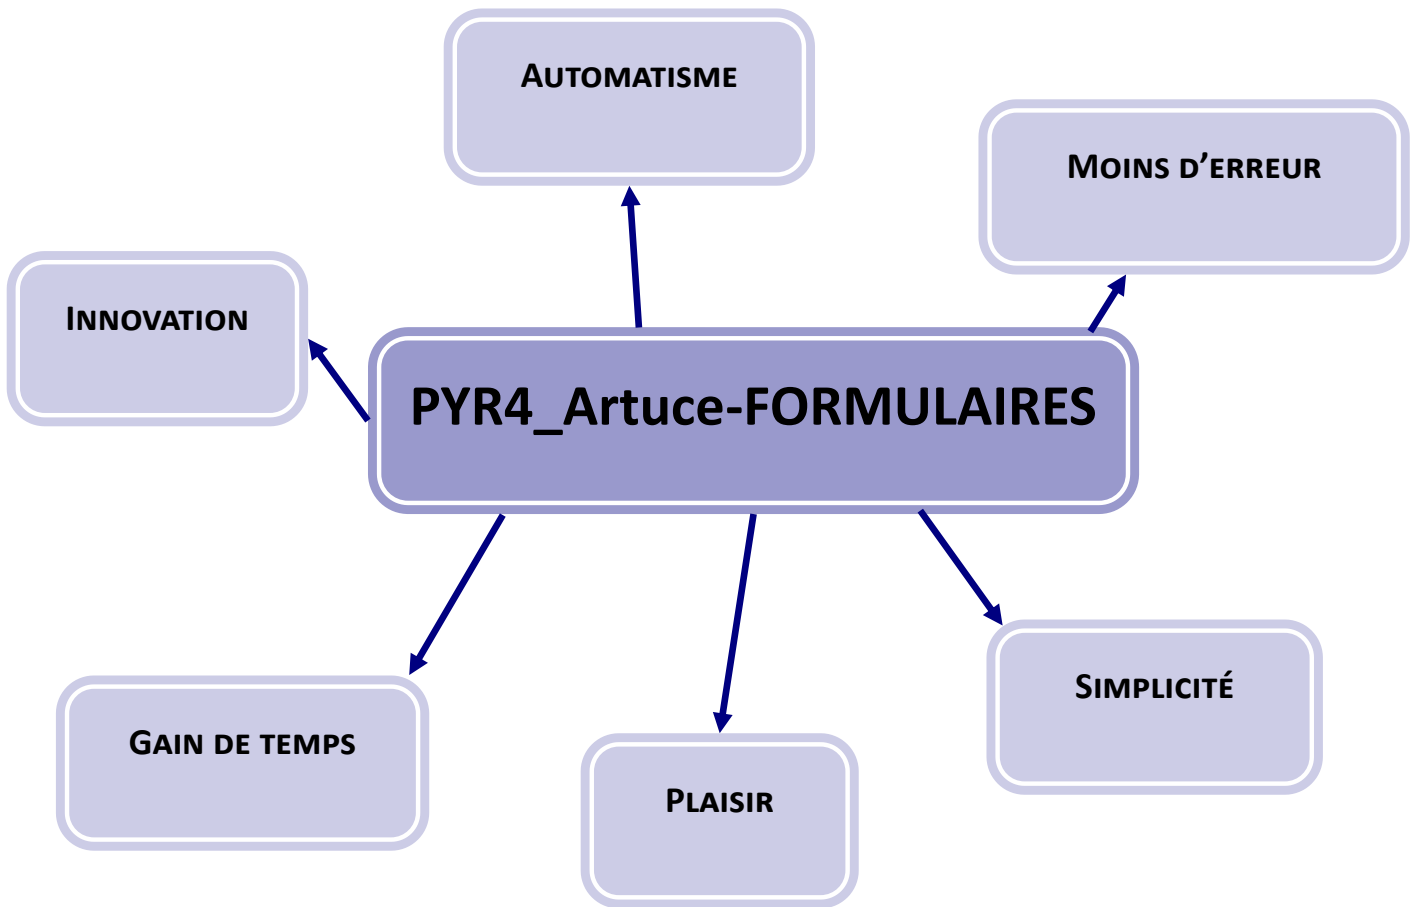 AUTOMATISME
MOINS D’ERREUR
INNOVATION
PYR4_Artuce-FORMULAIRES
SIMPLICITÉ
GAIN DE TEMPS
PLAISIR